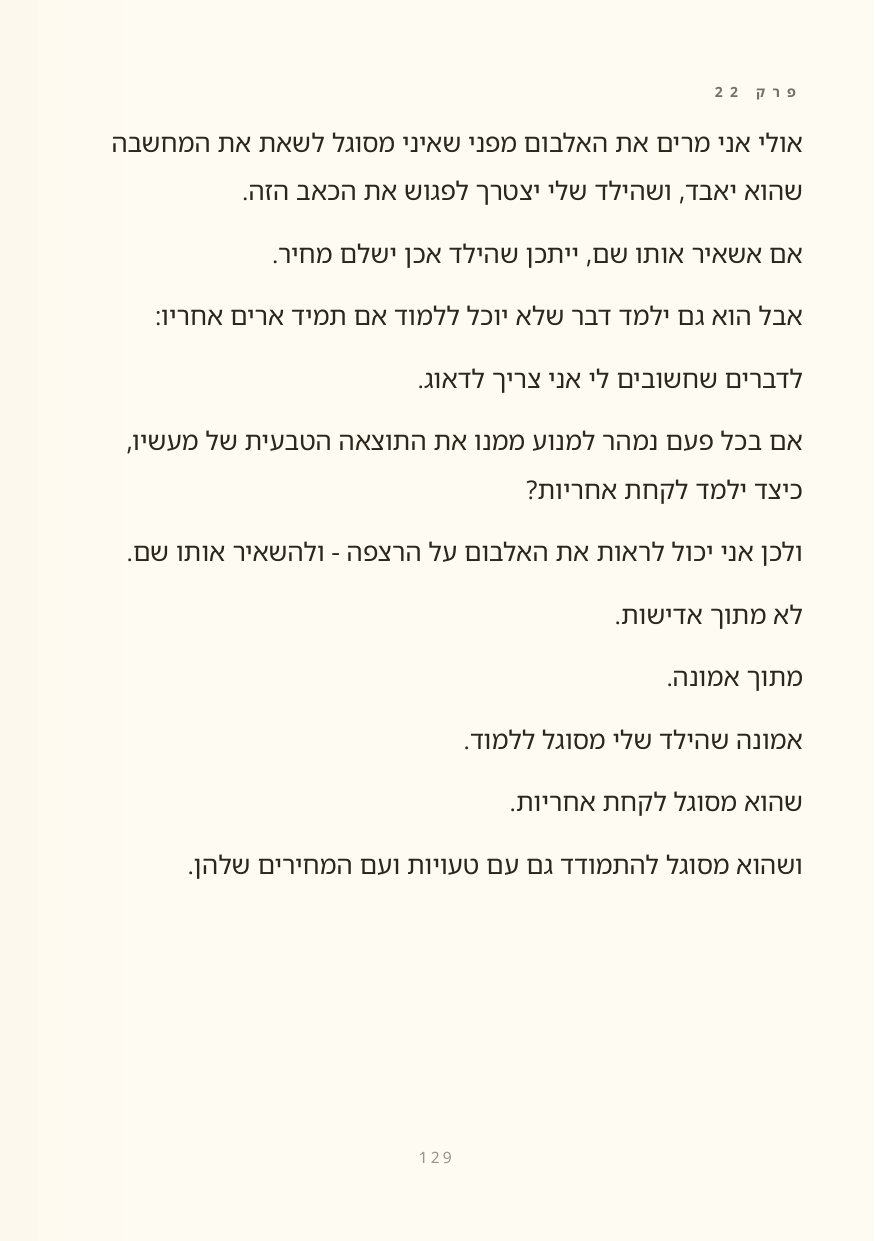 פרק 22
אולי אני מרים את האלבום מפני שאיני מסוגל לשאת את המחשבה
שהוא יאבד, ושהילד שלי יצטרך לפגוש את הכאב הזה.
אם אשאיר אותו שם, ייתכן שהילד אכן ישלם מחיר.
אבל הוא גם ילמד דבר שלא יוכל ללמוד אם תמיד ארים אחריו:
לדברים שחשובים לי אני צריך לדאוג.
אם בכל פעם נמהר למנוע ממנו את התוצאה הטבעית של מעשיו,
כיצד ילמד לקחת אחריות?
ולכן אני יכול לראות את האלבום על הרצפה - ולהשאיר אותו שם.
לא מתוך אדישות.
מתוך אמונה.
אמונה שהילד שלי מסוגל ללמוד.
שהוא מסוגל לקחת אחריות.
ושהוא מסוגל להתמודד גם עם טעויות ועם המחירים שלהן.
129